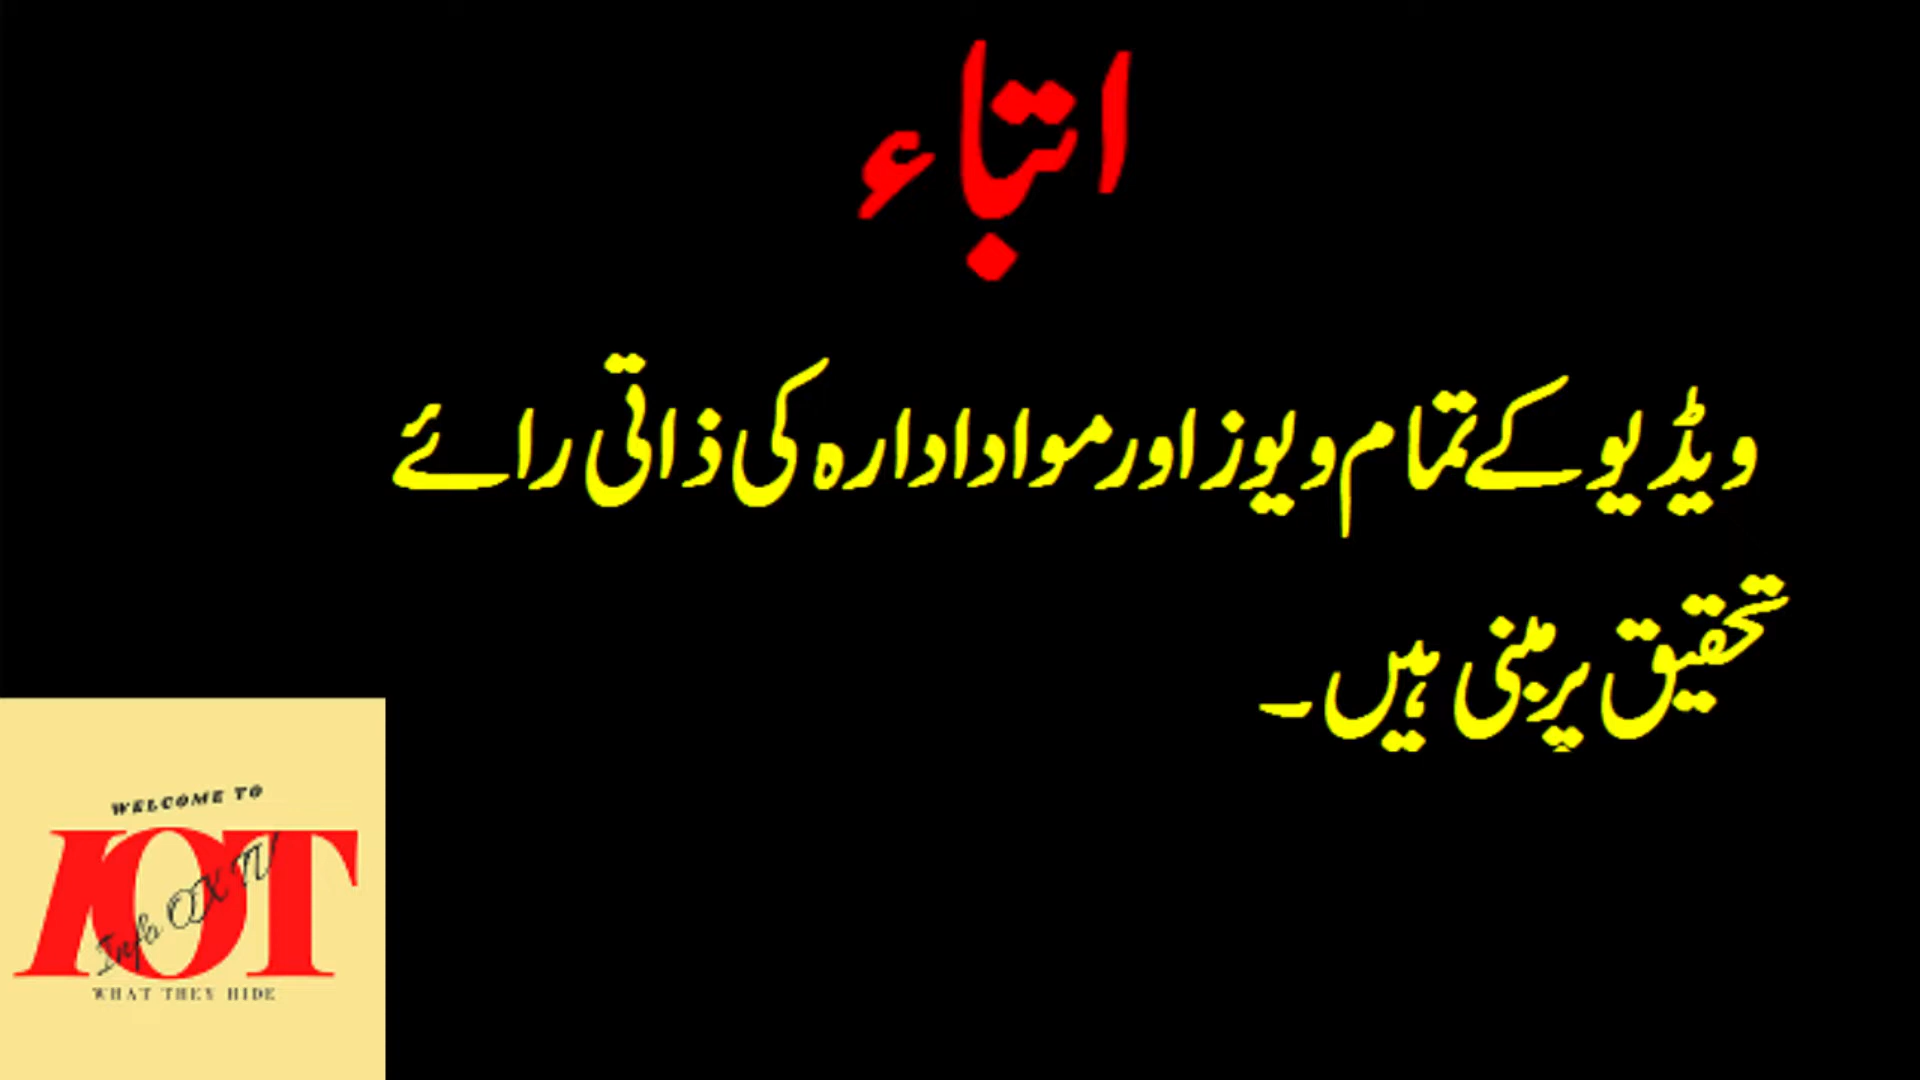 اتباء
ویڈیو کے تمام ویوز اور مواد ادارہ کی ذاتی رائے
تحقیق پر مبنی ہیں۔
WELCOME TO
IOT
Info OX TV
WHAT THEY HIDE